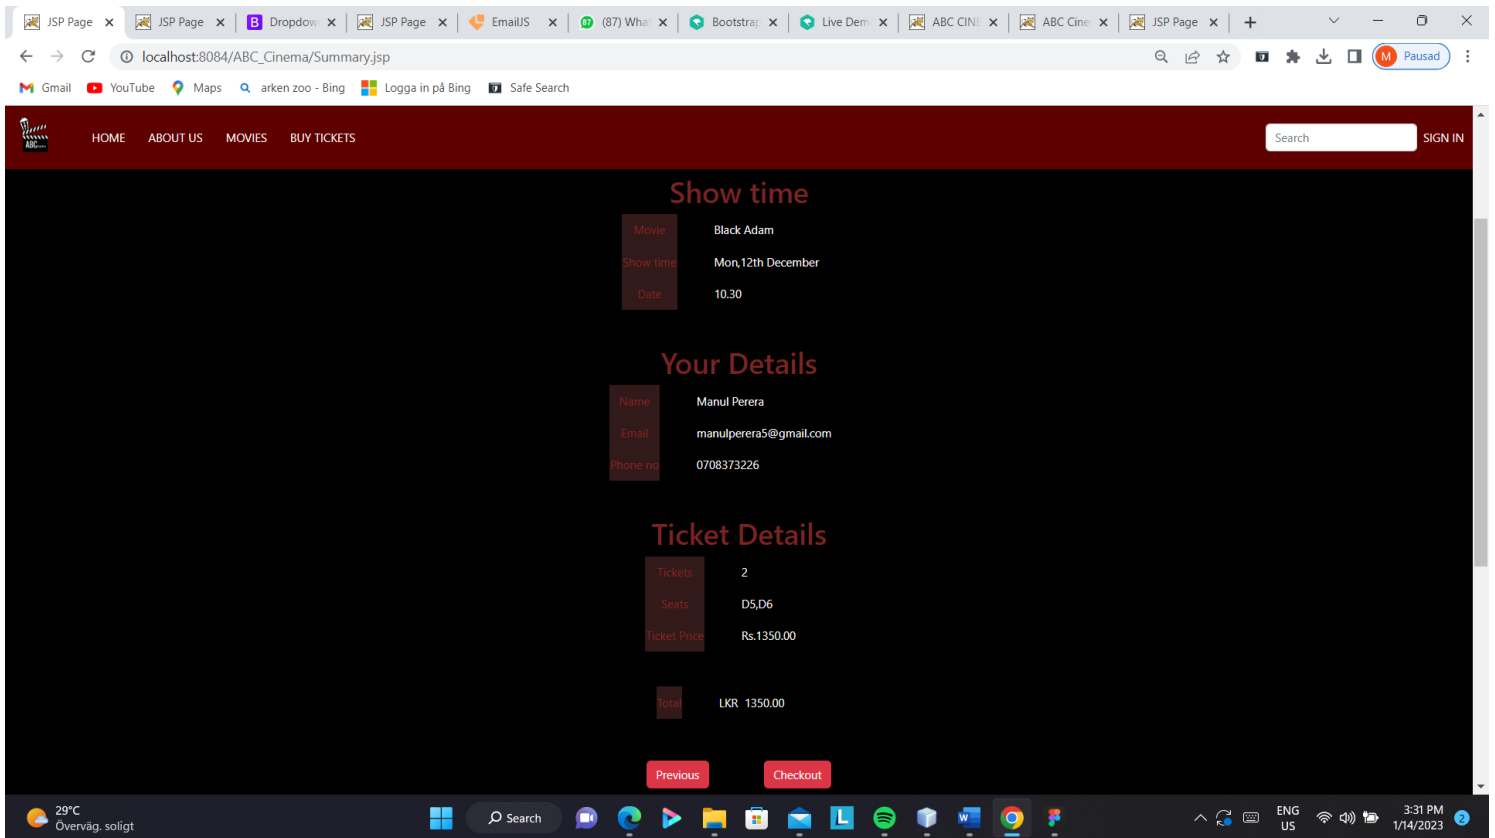 JSP Page JSP Page Dropdow JSP Page EmailJS (87) Wha Bootstrap Live Dem ABC CINE ABC Cine JSP Page
localhost:8084/ABC_Cinema/Summary.jsp M Pausad
Gmail YouTube Maps arken zoo - Bing Logga in på Bing Safe Search
ABC HOME ABOUT US MOVIES BUY TICKETS Search SIGN IN
Show time
Movie Black Adam
Show time Mon,12th December
Date 10.30
Your Details
Name Manul Perera
Email manulperera5@gmail.com
Phone no 0708373226
Ticket Details
Tickets 2
Seats D5,D6
Ticket Price Rs.1350.00
Total LKR 1350.00
Previous Checkout
29°C
Överväg. soligt
Search
ENG
US
3:31 PM
1/14/2023
2